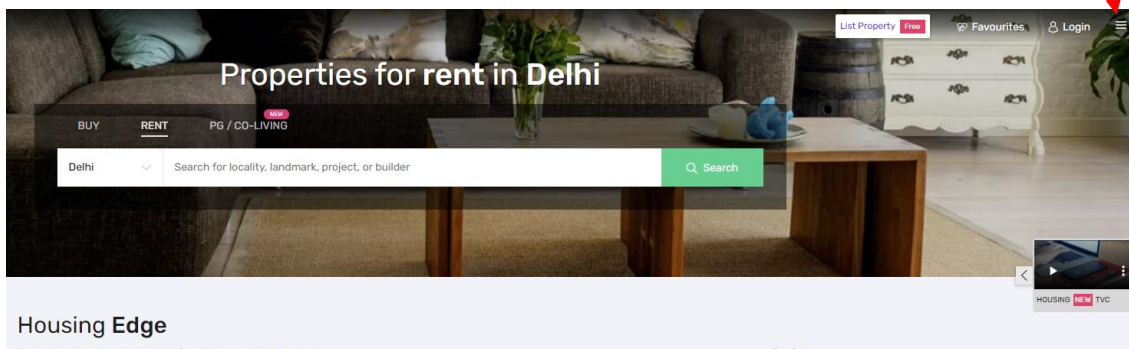 List Property Free
Favourites
Login
Properties for rent in Delhi
BUY
RENT
NEW
PG / CO-LIVING
Delhi
Search for locality, landmark, project, or builder
Search
HOUSING NEW TVC
Housing Edge